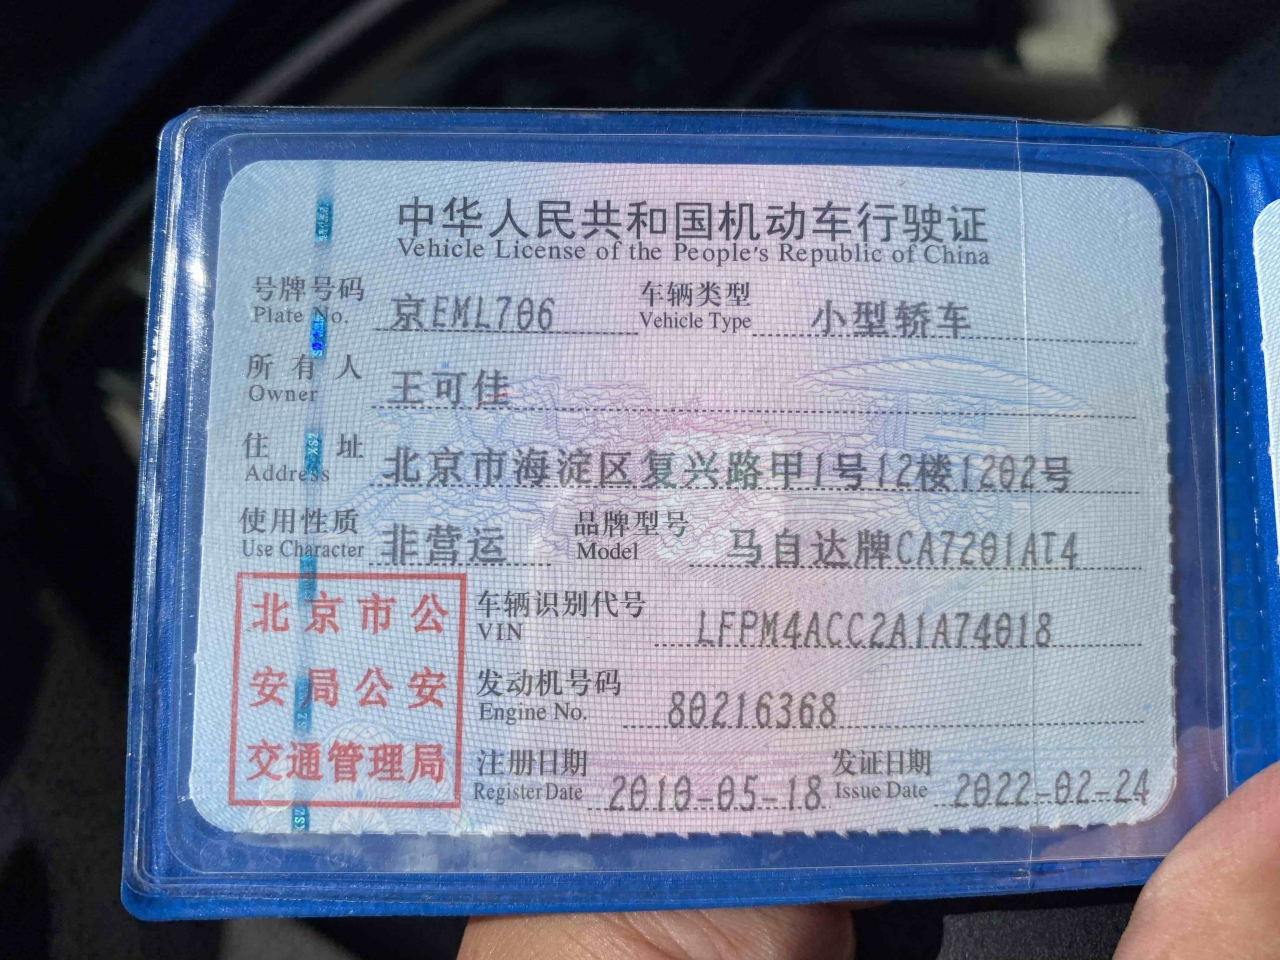 中华人民共和国机动车行驶证
Vehicle License of the People's Republic of China
号牌号码 京EML706 车辆类型 小型轿车
Plate No. Vehicle Type
所有人 王可佳
Owner
住址 北京市海淀区复兴路甲1号12楼1202号
Address
使用性质 非营运 品牌型号 马自达牌CA7201AT4
Use Character Model
北京市公
安局公安
交通管理局
车辆识别代号 LFPM4ACC2A1A74018
VIN
发动机号码 80216368
Engine No.
注册日期 2010-05-18 发证日期 2022-02-24
Register Date Issue Date